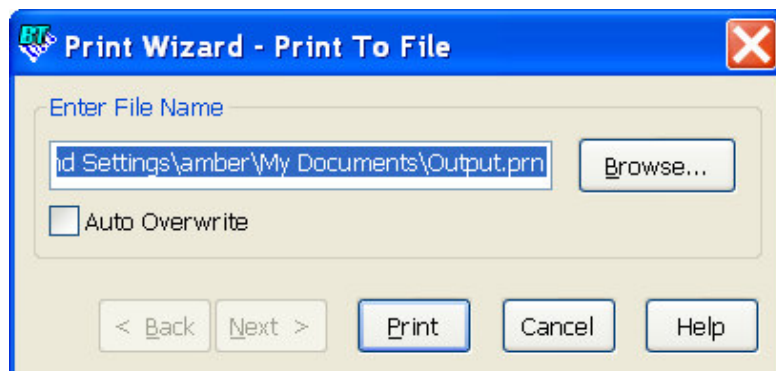 BT
Print Wizard - Print To File
Enter File Name
nd Settings\amber\My Documents\Output.prn
Browse...
Auto Overwrite
< Back Next > Print Cancel Help